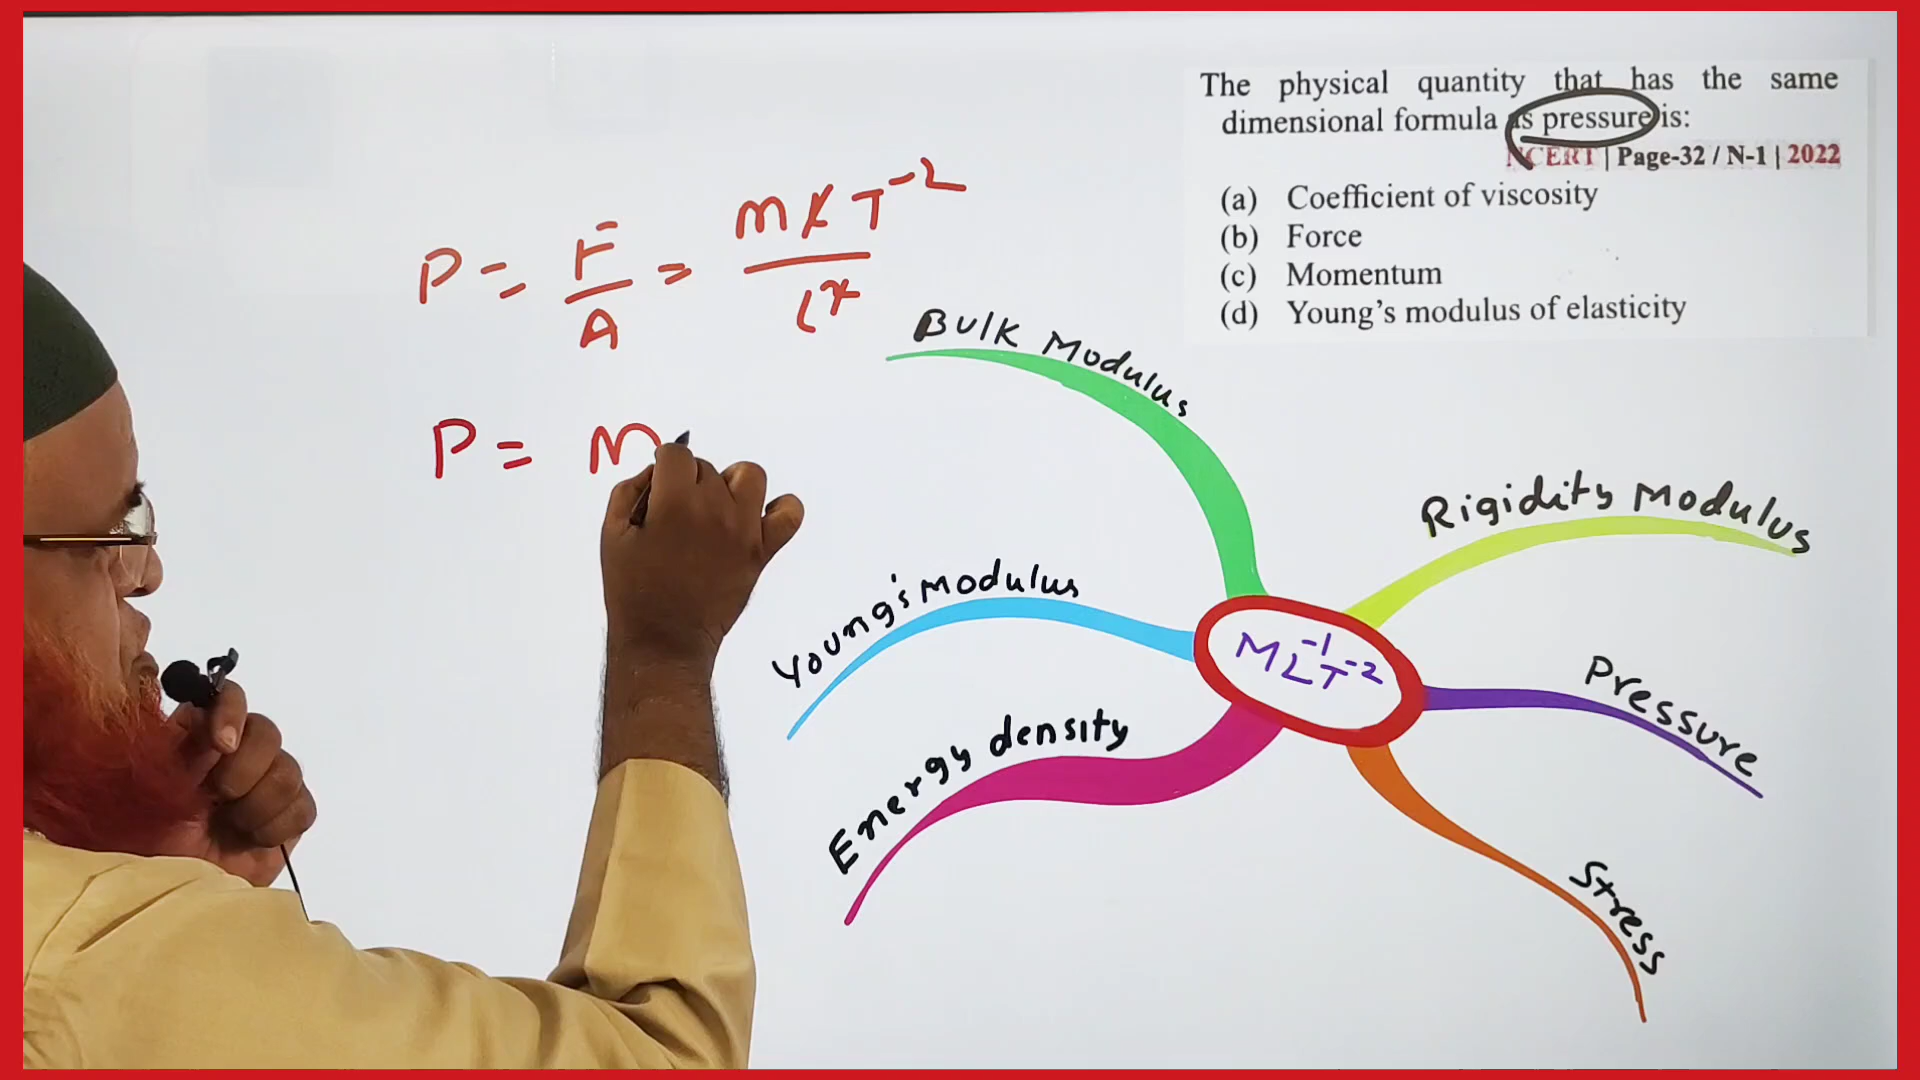 The physical quantity that has the same
dimensional formula as pressure is:
NCERT | Page-32 / N-1 | 2022
(a) Coefficient of viscosity
(b) Force
(c) Momentum
(d) Young's modulus of elasticity
P = F/A = MLT⁻²/L²
P = M
Bulk Modulus
Rigidity Modulus
Young's modulus
ML⁻¹T⁻²
Pressure
Energy density
Stress